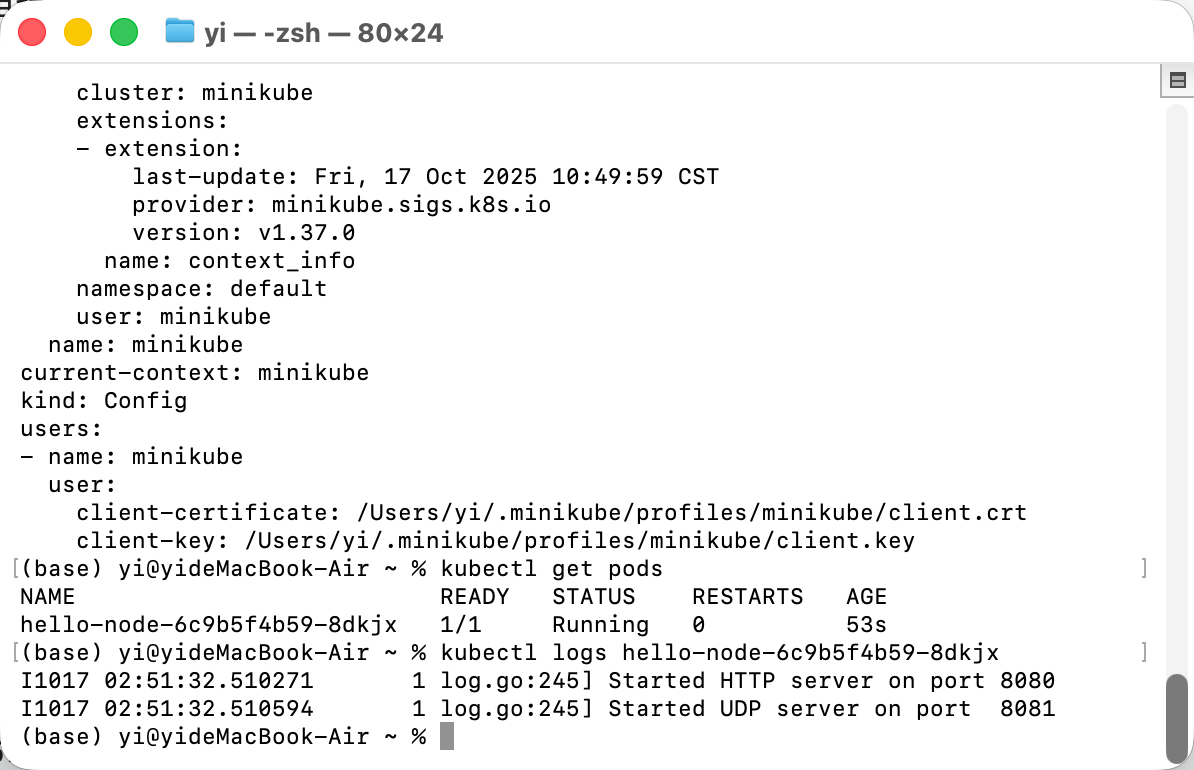 yi — -zsh — 80×24
    cluster: minikube
    extensions:
    - extension:
        last-update: Fri, 17 Oct 2025 10:49:59 CST
        provider: minikube.sigs.k8s.io
        version: v1.37.0
      name: context_info
    namespace: default
    user: minikube
  name: minikube
current-context: minikube
kind: Config
users:
- name: minikube
  user:
    client-certificate: /Users/yi/.minikube/profiles/minikube/client.crt
    client-key: /Users/yi/.minikube/profiles/minikube/client.key
[(base) yi@yideMacBook-Air ~ % kubectl get pods ]
NAME                          READY   STATUS    RESTARTS   AGE
hello-node-6c9b5f4b59-8dkjx   1/1     Running   0          53s
[(base) yi@yideMacBook-Air ~ % kubectl logs hello-node-6c9b5f4b59-8dkjx ]
I1017 02:51:32.510271       1 log.go:245] Started HTTP server on port 8080
I1017 02:51:32.510594       1 log.go:245] Started UDP server on port  8081
(base) yi@yideMacBook-Air ~ %